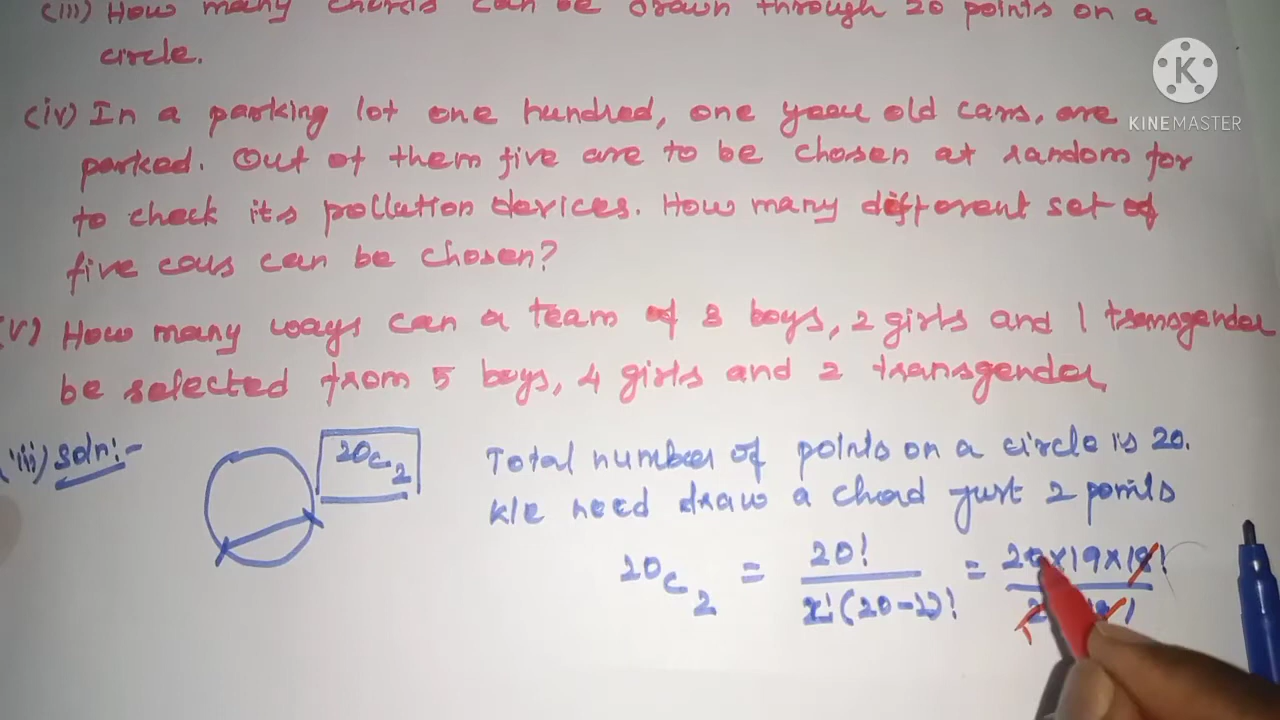 (iii) How many chords can be drawn through 20 points on a
circle.
(iv) In a parking lot one hundred, one year old cars, are
parked. Out of them five are to be chosen at random for
to check its pollution devices. How many different set of
five cars can be chosen?
(v) How many ways can a team of 3 boys, 2 girls and 1 transgender
be selected from 5 boys, 4 girls and 2 transgender.
(iii) Soln:-
20C2
Total number of points on a circle is 20.
We need draw a chord just 2 points
20C2 = 20! / 2!(20-2)! = 20×19×18! /
K
KINEMASTER